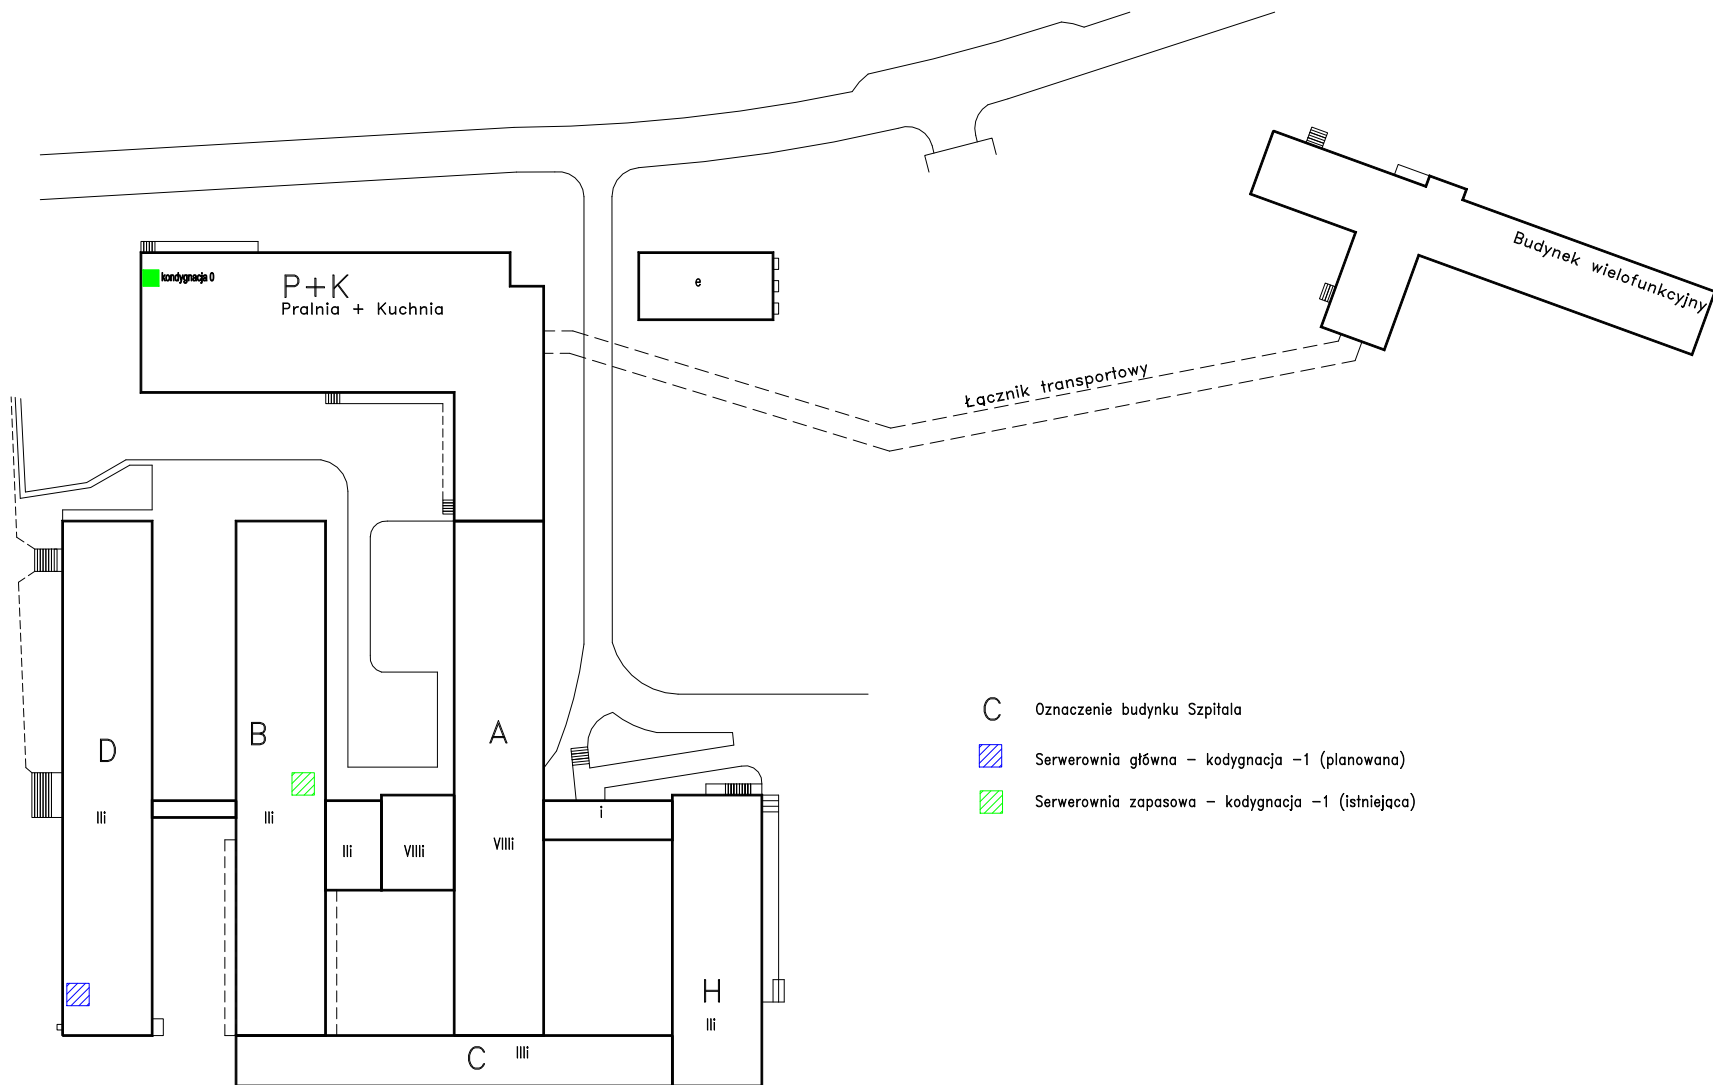 kondygnacja 0
P+K
Pralnia + Kuchnia
e
Budynek wielofunkcyjny
Łącznik transportowy
D
IIi
B
IIi
IIi
VIIIi
A
VIIIi
i
H
IIi
C
IIIi
C
Oznaczenie budynku Szpitala
Serwerownia główna – kodygnacja –1 (planowana)
Serwerownia zapasowa – kodygnacja –1 (istniejąca)